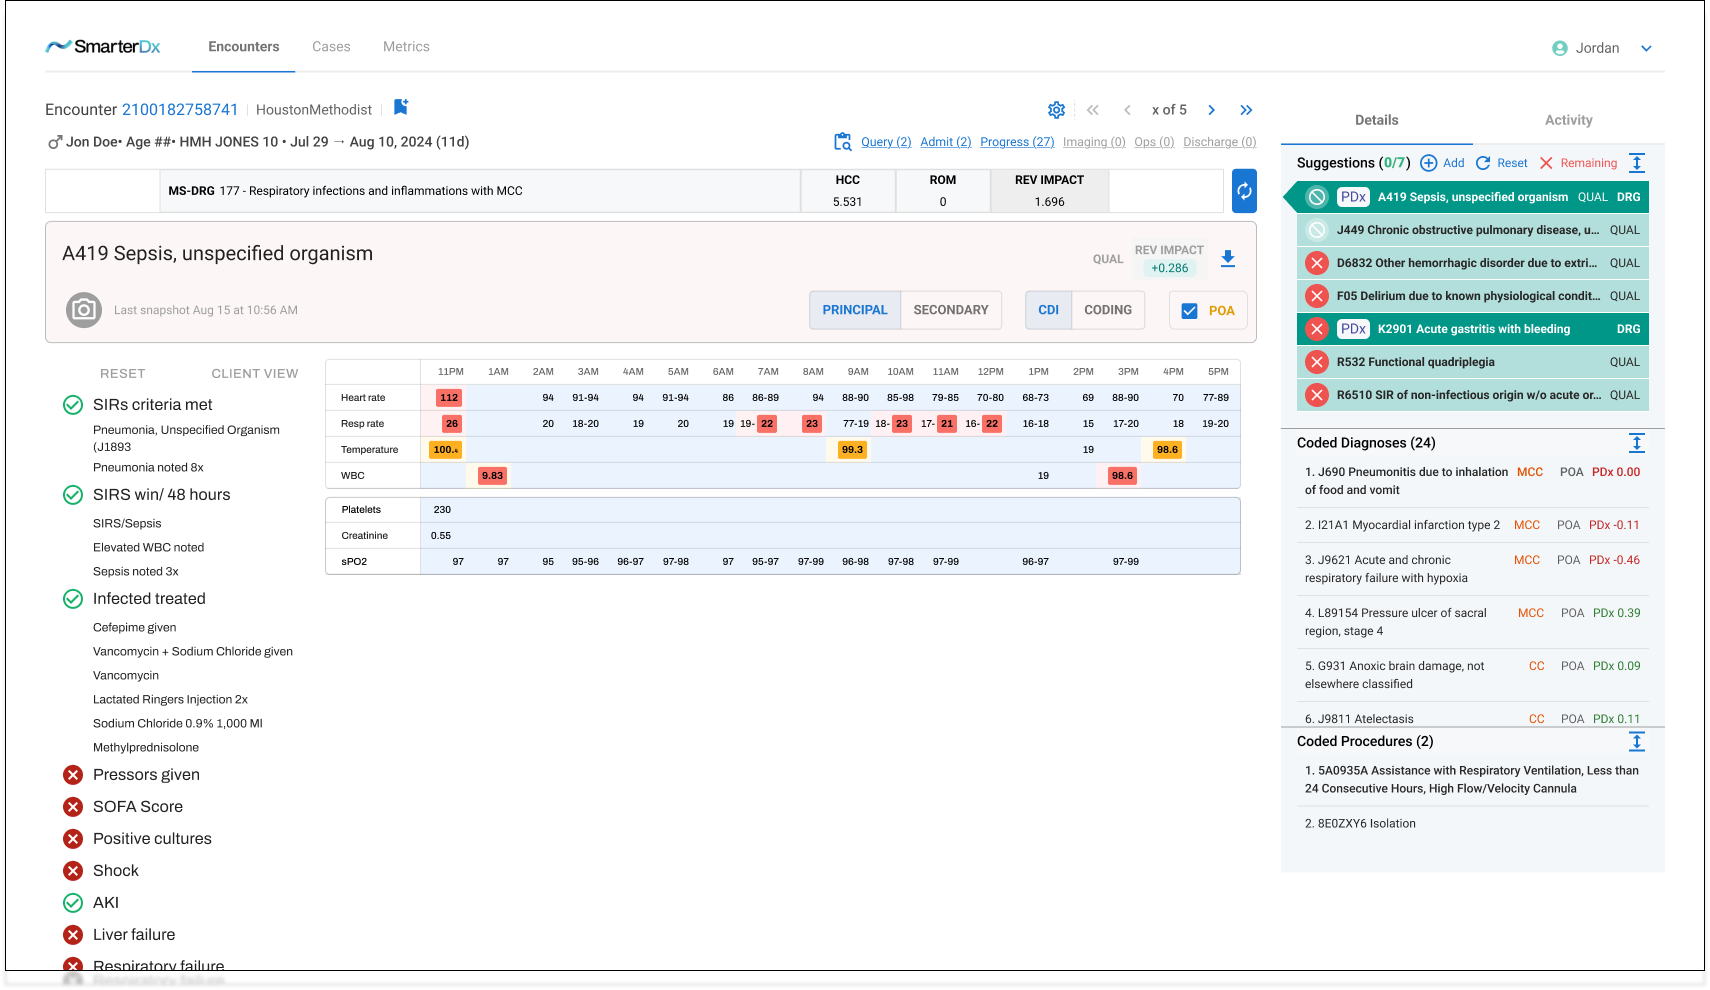 SmarterDx Encounters Cases Metrics Jordan
Encounter 2100182758741 HoustonMethodist x of 5
Jon Doe• Age ##• HMH JONES 10 • Jul 29 → Aug 10, 2024 (11d) Query (2) Admit (2) Progress (27) Imaging (0) Ops (0) Discharge (0)
MS-DRG 177 - Respiratory infections and inflammations with MCC
HCC
5.531
ROM
0
REV IMPACT
1.696
A419 Sepsis, unspecified organism
QUAL
REV IMPACT
+0.286
Last snapshot Aug 15 at 10:56 AM
PRINCIPAL SECONDARY CDI CODING POA
RESET CLIENT VIEW
SIRs criteria met
Pneumonia, Unspecified Organism
(J1893
Pneumonia noted 8x
SIRS win/ 48 hours
SIRS/Sepsis
Elevated WBC noted
Sepsis noted 3x
Infected treated
Cefepime given
Vancomycin + Sodium Chloride given
Vancomycin
Lactated Ringers Injection 2x
Sodium Chloride 0.9% 1,000 Ml
Methylprednisolone
Pressors given
SOFA Score
Positive cultures
Shock
AKI
Liver failure
Respiratory failure
11PM 1AM 2AM 3AM 4AM 5AM 6AM 7AM 8AM 9AM 10AM 11AM 12PM 1PM 2PM 3PM 4PM 5PM
Heart rate 112 94 91-94 94 91-94 86 86-89 94 88-90 85-98 79-85 70-80 68-73 69 88-90 70 77-89
Resp rate 26 20 18-20 19 20 19 19- 22 23 77-19 18- 23 17- 21 16- 22 16-18 15 17-20 18 19-20
Temperature 100.6 99.3 19 98.6
WBC 9.83 19 98.6
Platelets 230
Creatinine 0.55
sPO2 97 97 95 95-96 96-97 97-98 97 95-97 97-99 96-98 97-98 97-99 96-97 97-99
Details Activity
Suggestions (0/7) Add Reset Remaining
PDx A419 Sepsis, unspecified organism QUAL DRG
J449 Chronic obstructive pulmonary disease, u... QUAL
D6832 Other hemorrhagic disorder due to extri... QUAL
F05 Delirium due to known physiological condit... QUAL
PDx K2901 Acute gastritis with bleeding DRG
R532 Functional quadriplegia QUAL
R6510 SIR of non-infectious origin w/o acute or... QUAL
Coded Diagnoses (24)
1. J690 Pneumonitis due to inhalation MCC POA PDx 0.00
of food and vomit
2. I21A1 Myocardial infarction type 2 MCC POA PDx -0.11
3. J9621 Acute and chronic MCC POA PDx -0.46
respiratory failure with hypoxia
4. L89154 Pressure ulcer of sacral MCC POA PDx 0.39
region, stage 4
5. G931 Anoxic brain damage, not CC POA PDx 0.09
elsewhere classified
6. J9811 Atelectasis CC POA PDx 0.11
Coded Procedures (2)
1. 5A0935A Assistance with Respiratory Ventilation, Less than
24 Consecutive Hours, High Flow/Velocity Cannula
2. 8E0ZXY6 Isolation